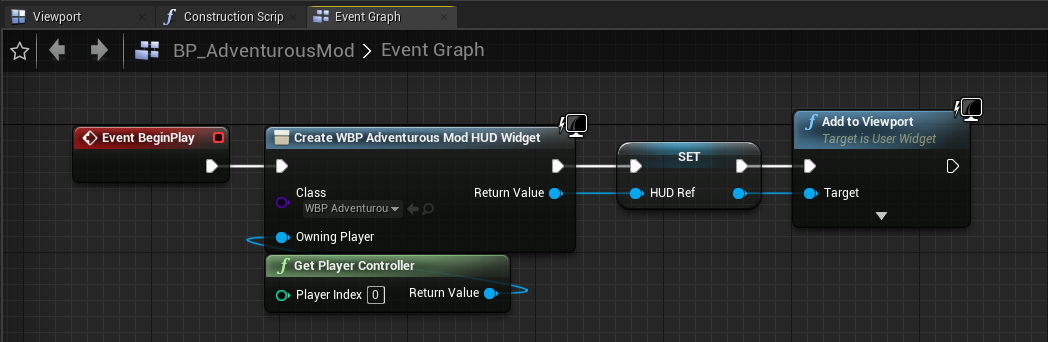 Viewport
Construction Scrip
Event Graph
BP_AdventurousMod > Event Graph
Event BeginPlay
Create WBP Adventurous Mod HUD Widget
Class
WBP Adventurou
Return Value
Owning Player
Get Player Controller
Player Index 0
Return Value
SET
HUD Ref
Add to Viewport
Target is User Widget
Target